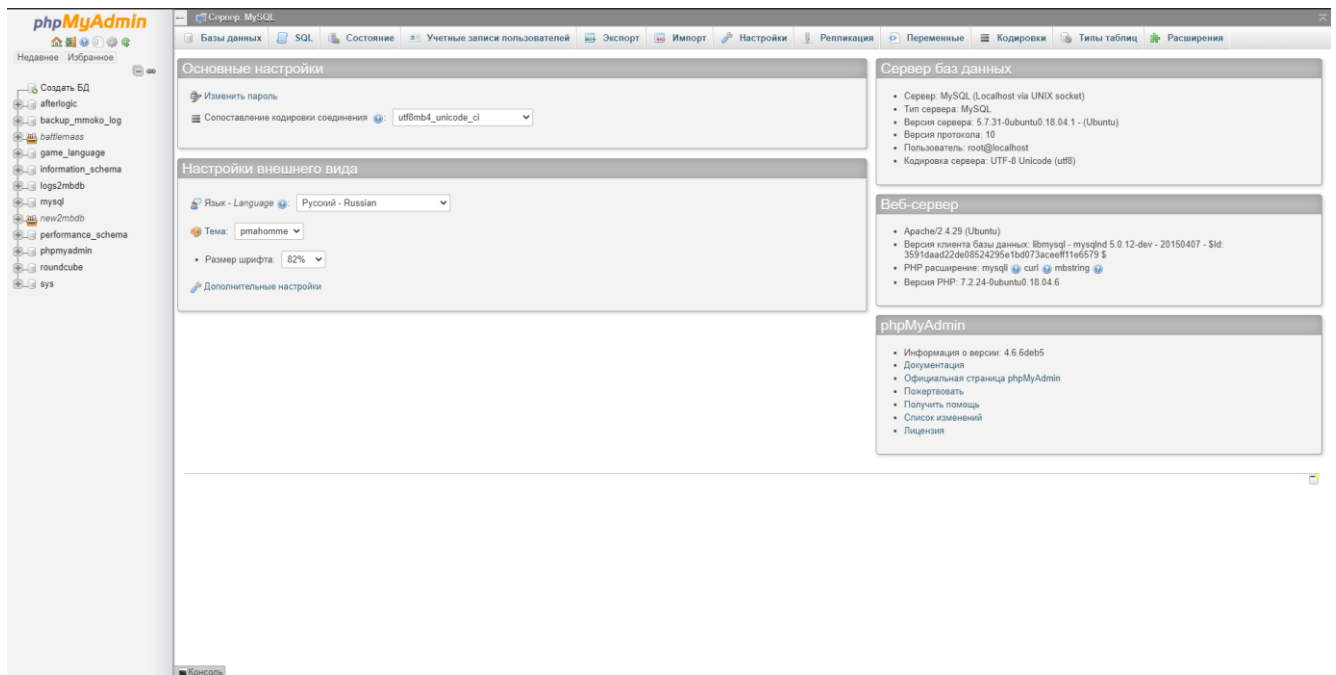 phpMyAdmin
Недавнее Избранное
Создать БД
afterlogic
backup_mmoko_log
battlemass
game_language
information_schema
logs2mbdb
mysql
new2mbdb
performance_schema
phpmyadmin
roundcube
sys
Сервер: MySQL
Базы данных SQL Состояние Учетные записи пользователей Экспорт Импорт Настройки Репликация Переменные Кодировки Типы таблиц Расширения
Основные настройки
Изменить пароль
Сопоставление кодировки соединения : utf8mb4_unicode_ci
Настройки внешнего вида
Язык - Language : Русский - Russian
Тема: pmahomme
• Размер шрифта: 82%
Дополнительные настройки
Сервер баз данных
• Сервер: MySQL (Localhost via UNIX socket)
• Тип сервера: MySQL
• Версия сервера: 5.7.31-0ubuntu0.18.04.1 - (Ubuntu)
• Версия протокола: 10
• Пользователь: root@localhost
• Кодировка сервера: UTF-8 Unicode (utf8)
Веб-сервер
• Apache/2.4.29 (Ubuntu)
• Версия клиента базы данных: libmysql - mysqlnd 5.0.12-dev - 20150407 - $Id:
3591daad22de08524295e1bd073aceeff11e6579 $
• PHP расширение: mysqli curl mbstring
• Версия PHP: 7.2.24-0ubuntu0.18.04.6
phpMyAdmin
• Информация о версии: 4.6.6deb5
• Документация
• Официальная страница phpMyAdmin
• Пожертвовать
• Получить помощь
• Список изменений
• Лицензия
Консоль